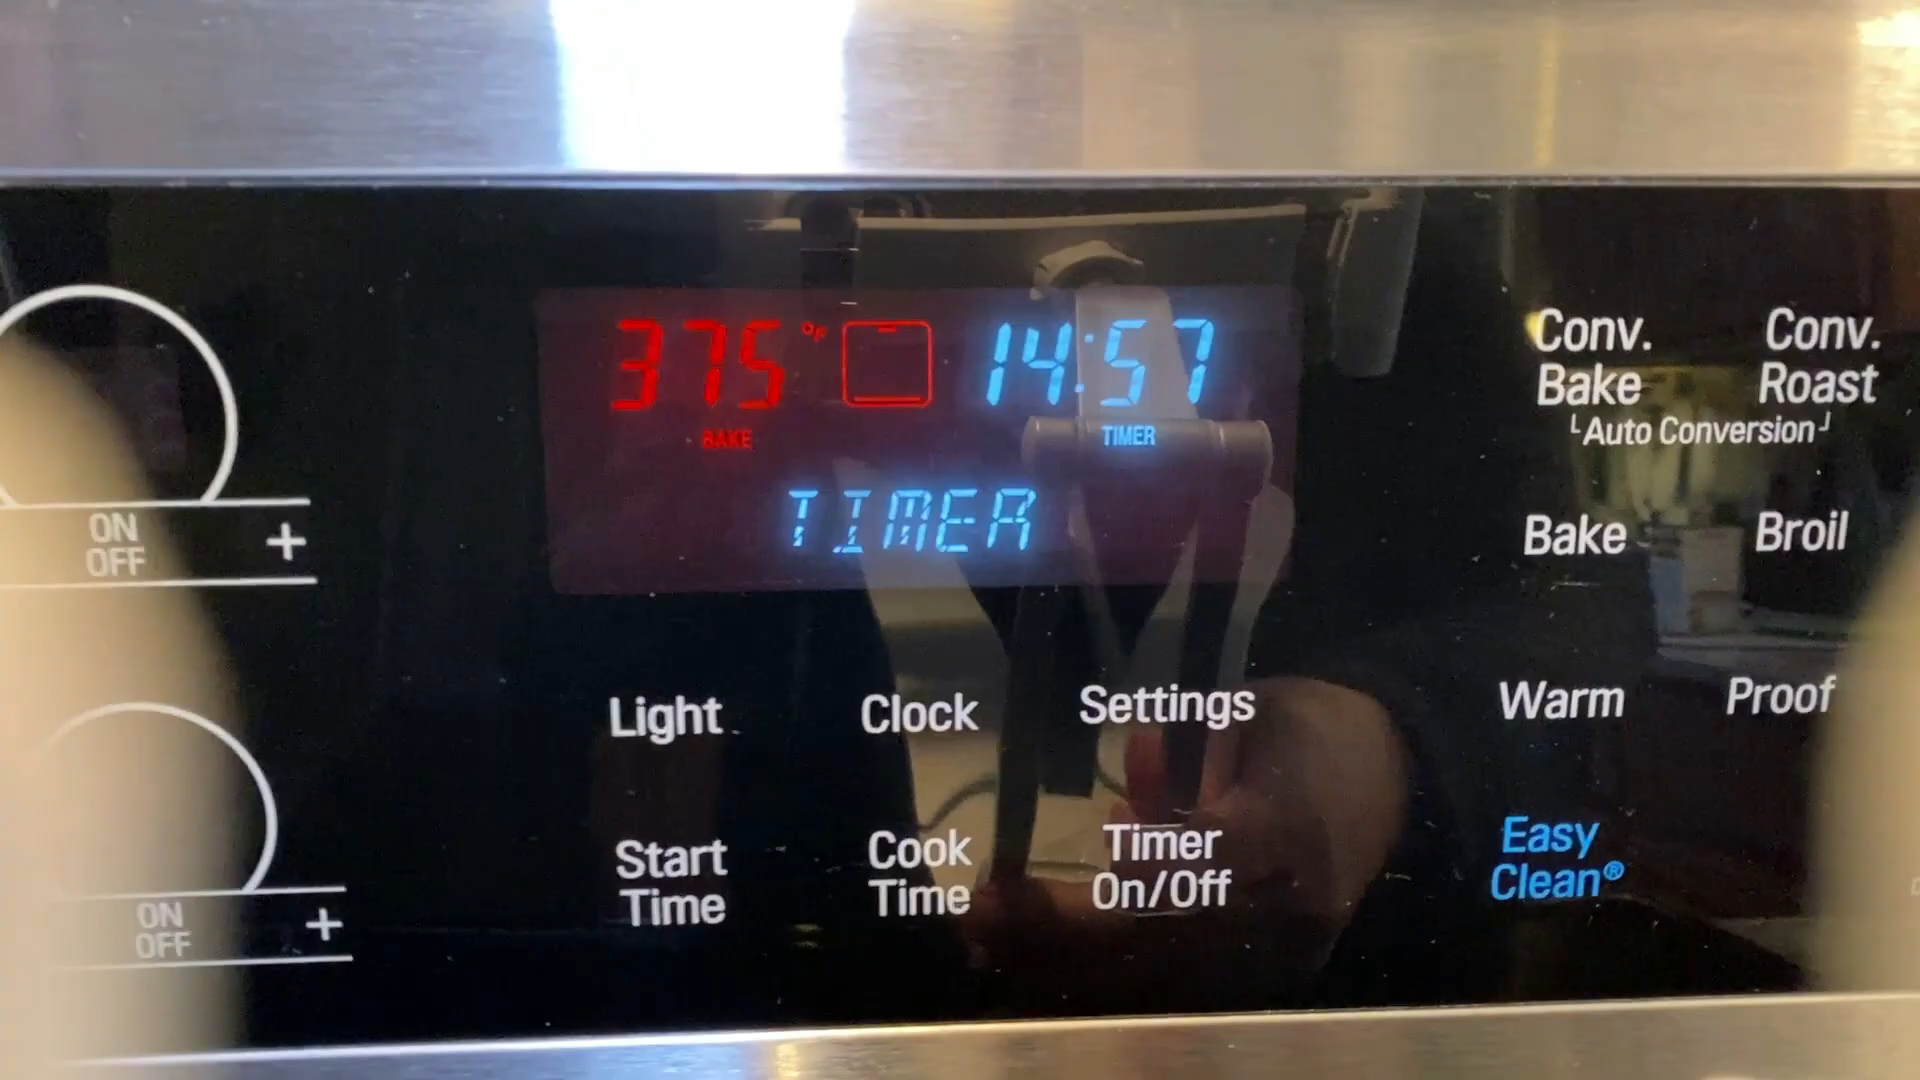 375°F 14:57
BAKE TIMER
TIMER
Conv. Bake
Conv. Roast
└Auto Conversion┘
ON OFF +
Bake
Broil
Light
Clock
Settings
Warm
Proof
Start Time
Cook Time
Timer On/Off
Easy Clean®
ON OFF +